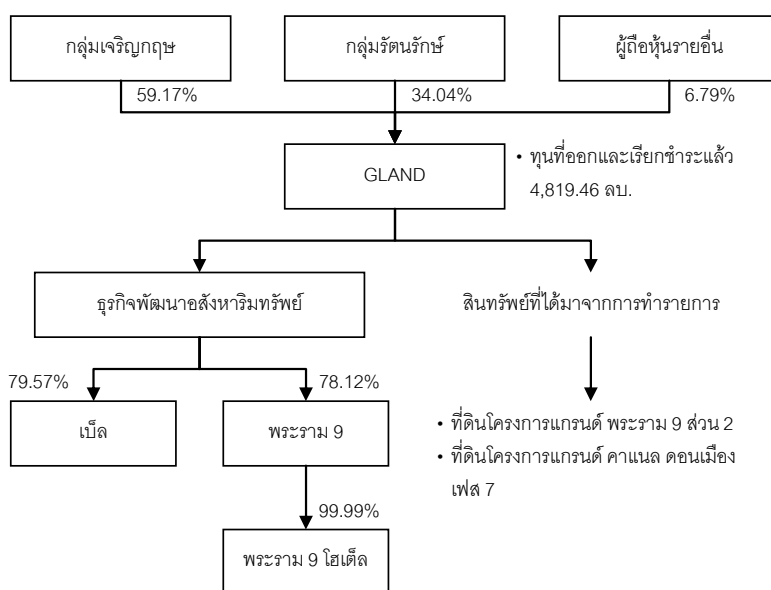 กลุ่มเจริญกฤษ
กลุ่มรัตนรักษ์
ผู้ถือหุ้นรายอื่น
59.17%
34.04%
6.79%
GLAND
• ทุนที่ออกและเรียกชำระแล้ว
4,819.46 ลบ.
ธุรกิจพัฒนาอสังหาริมทรัพย์
สินทรัพย์ที่ได้มาจากการทำรายการ
79.57%
78.12%
เบ็ล
พระราม 9
• ที่ดินโครงการแกรนด์ พระราม 9 ส่วน 2
• ที่ดินโครงการแกรนด์ คาแนล ดอนเมือง
เฟส 7
99.99%
พระราม 9 โฮเต็ล